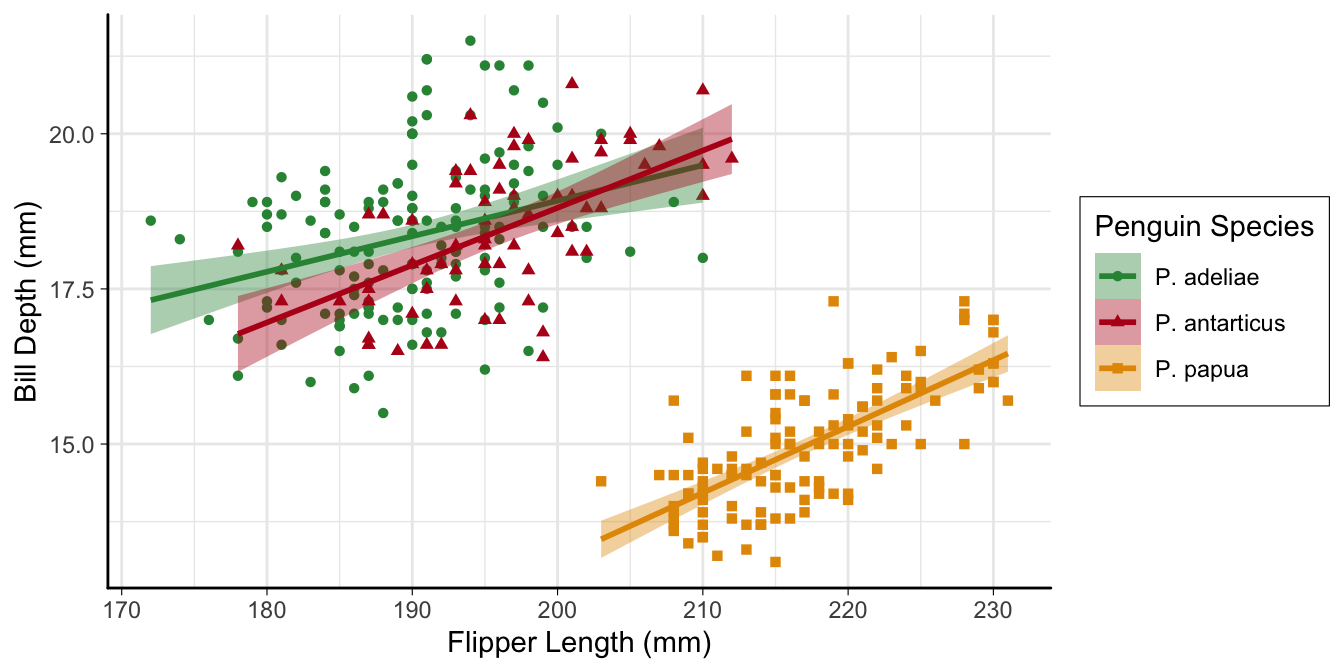 20.0
17.5
15.0
Bill Depth (mm)
170 180 190 200 210 220 230
Flipper Length (mm)
Penguin Species
P. adeliae
P. antarticus
P. papua